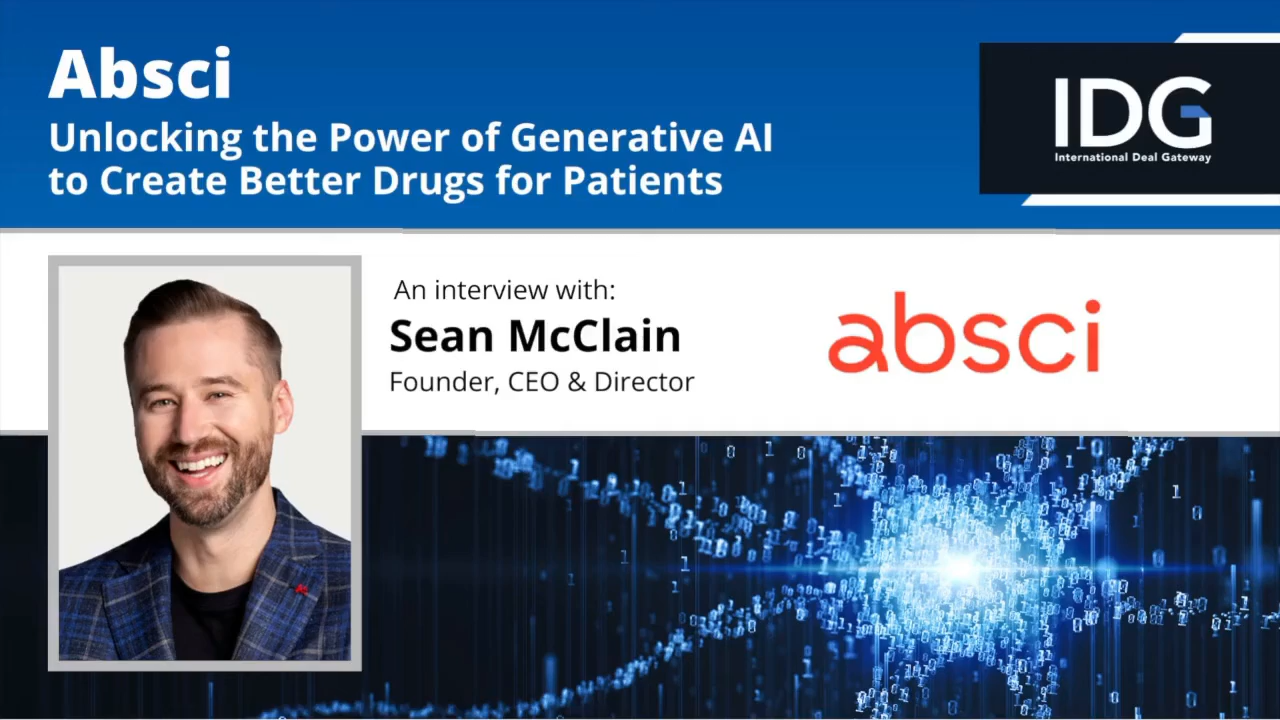 Absci
Unlocking the Power of Generative AI
to Create Better Drugs for Patients
IDG
International Deal Gateway
An interview with:
Sean McClain
Founder, CEO & Director
absci